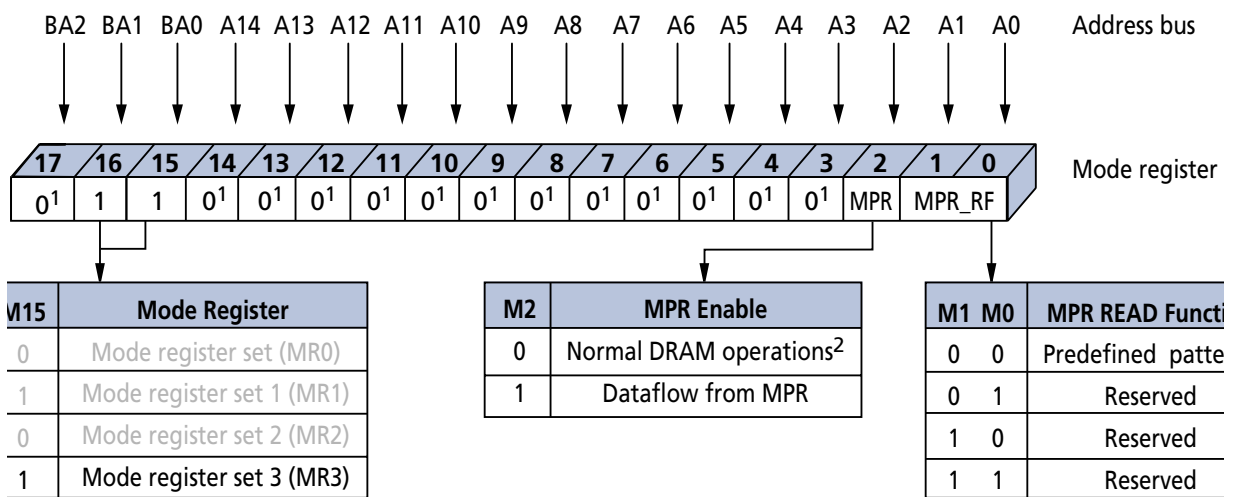 BA2 BA1 BA0 A14 A13 A12 A11 A10 A9 A8 A7 A6 A5 A4 A3 A2 A1 A0 Address bus
17 16 15 14 13 12 11 10 9 8 7 6 5 4 3 2 1 0 Mode register
0¹ 1 1 0¹ 0¹ 0¹ 0¹ 0¹ 0¹ 0¹ 0¹ 0¹ 0¹ 0¹ 0¹ MPR MPR_RF
M15 Mode Register
0 Mode register set (MR0)
1 Mode register set 1 (MR1)
0 Mode register set 2 (MR2)
1 Mode register set 3 (MR3)
M2 MPR Enable
0 Normal DRAM operations²
1 Dataflow from MPR
M1 M0 MPR READ Functi
0 0 Predefined patte
0 1 Reserved
1 0 Reserved
1 1 Reserved